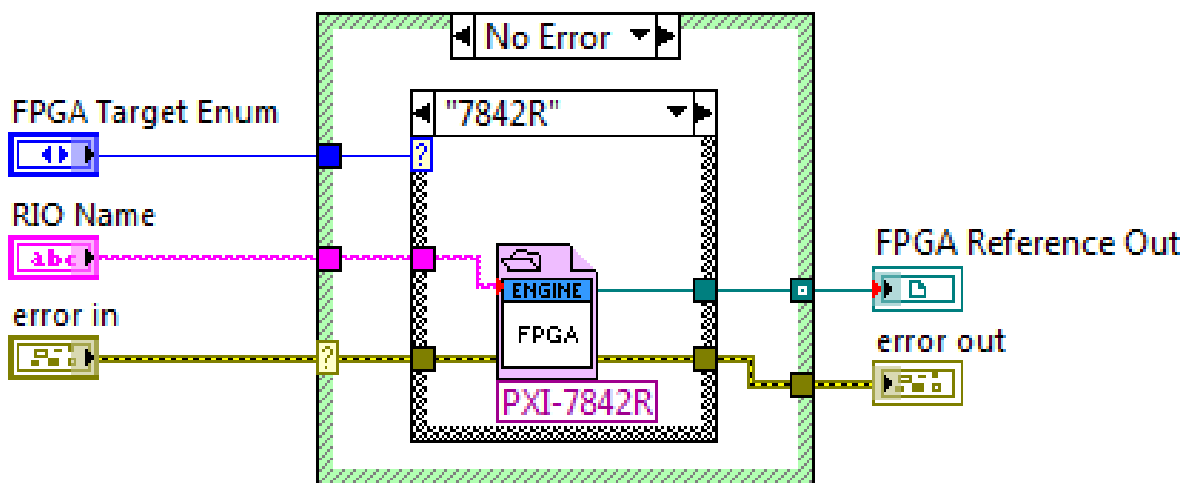 No Error
"7842R"
FPGA Target Enum
?
RIO Name
abc
ENGINE
FPGA
FPGA Reference Out
error in
?
error out
PXI-7842R